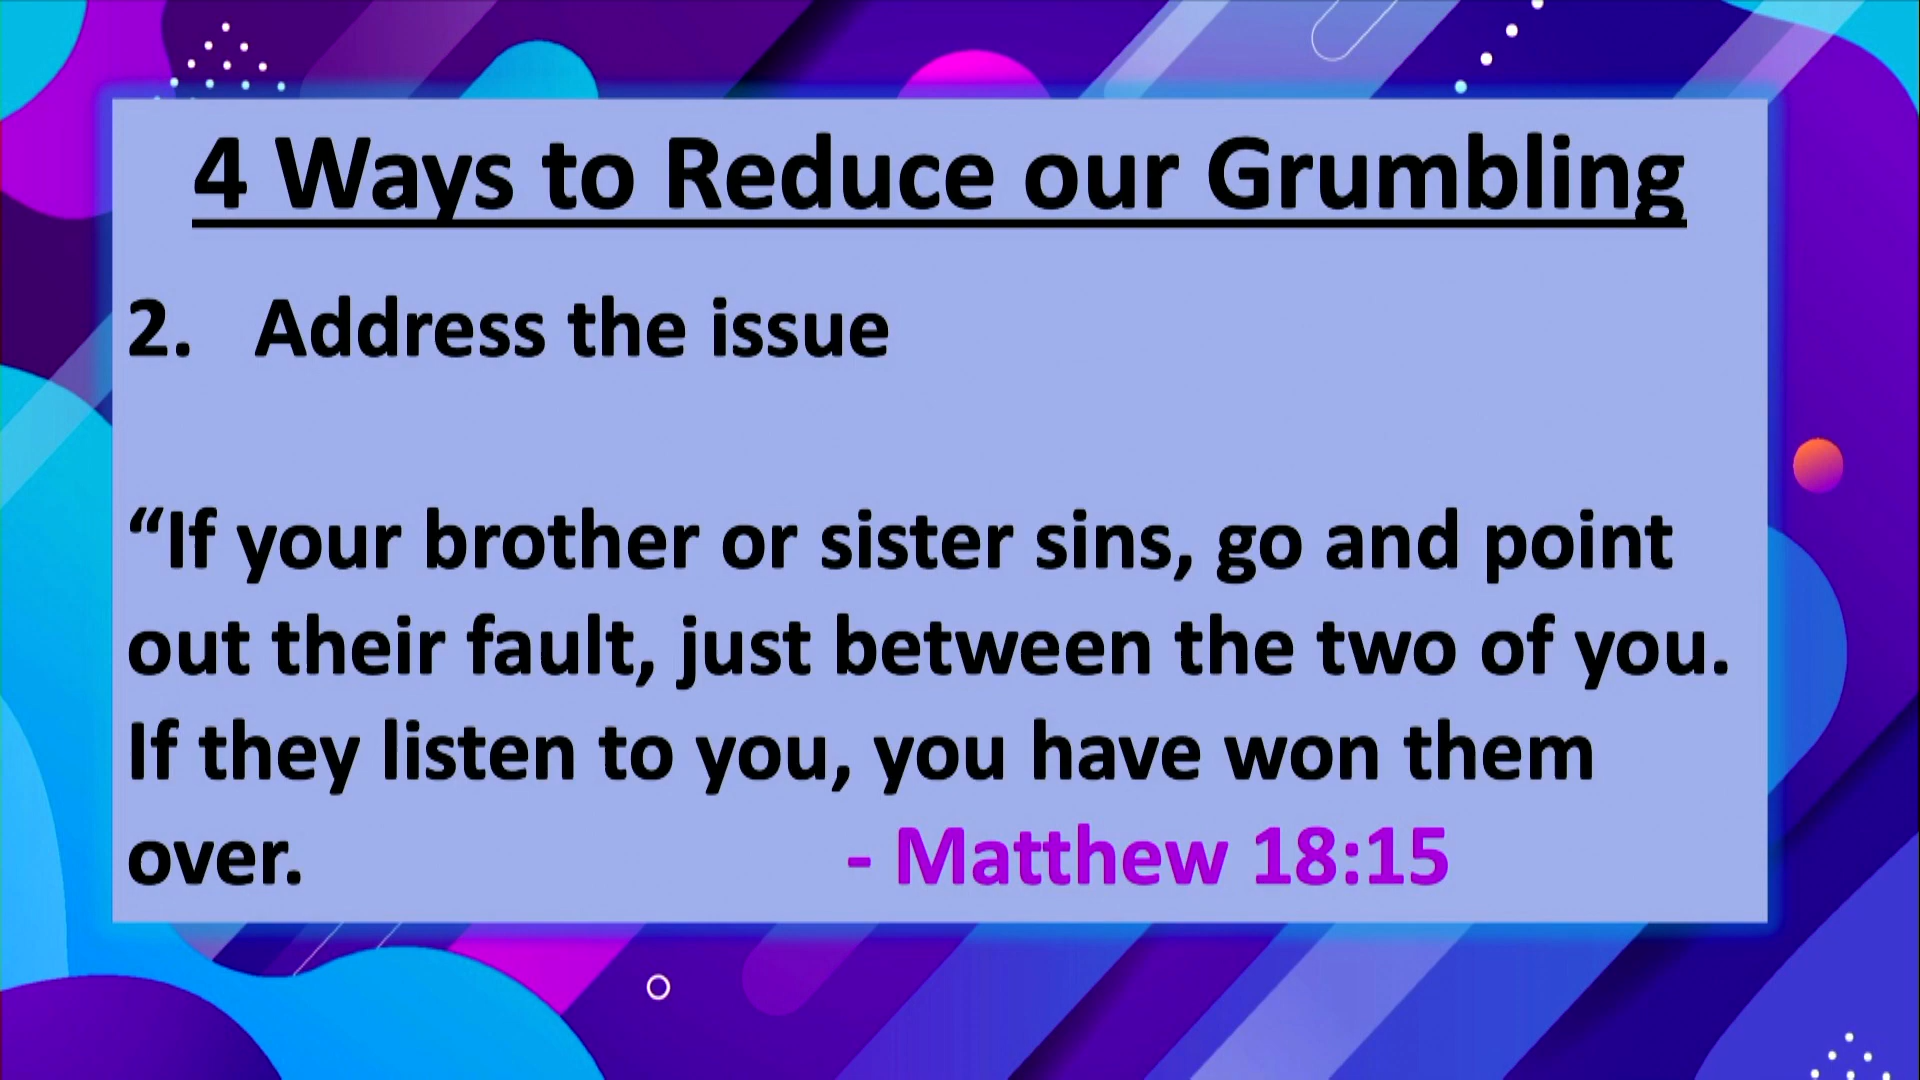 4 Ways to Reduce our Grumbling
2. Address the issue
“If your brother or sister sins, go and point
out their fault, just between the two of you.
If they listen to you, you have won them
over. - Matthew 18:15